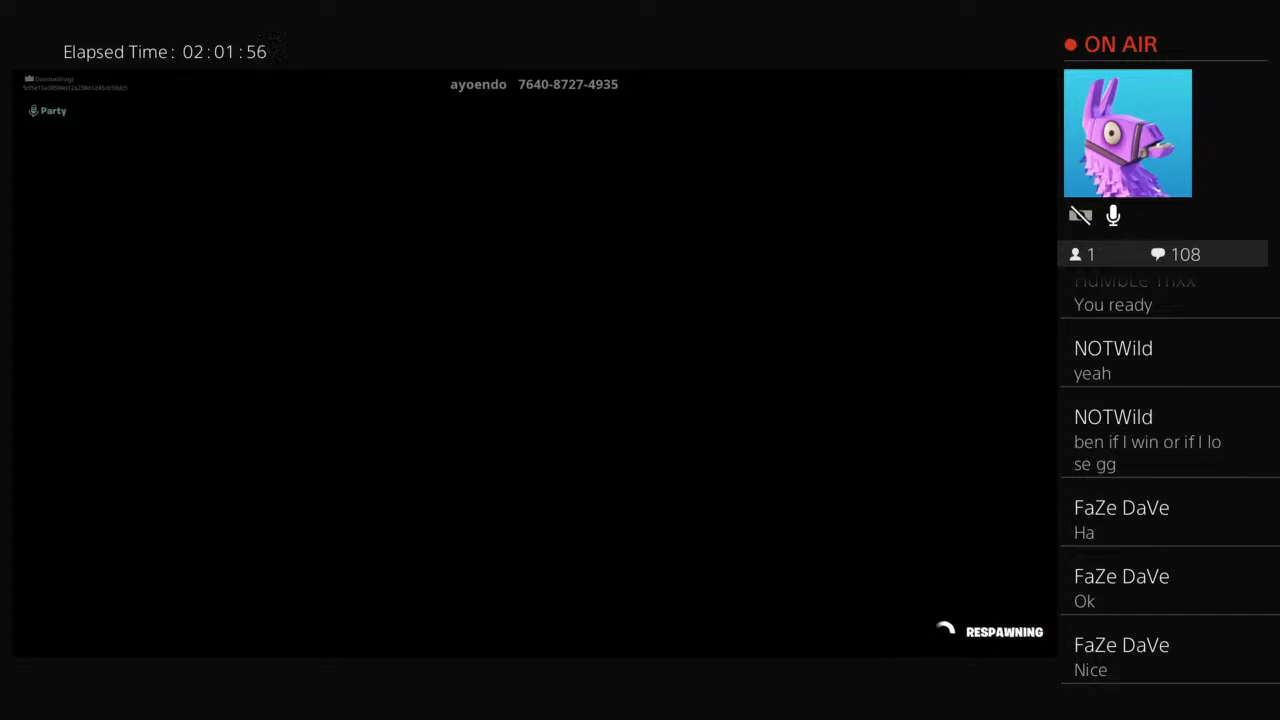 Elapsed Time: 02:01:56
ON AIR
ayoendo 7640-8727-4935
Party
1 108
You ready
NOTWild
yeah
NOTWild
ben if I win or if I lo
se gg
FaZe DaVe
Ha
FaZe DaVe
Ok
FaZe DaVe
Nice
RESPAWNING